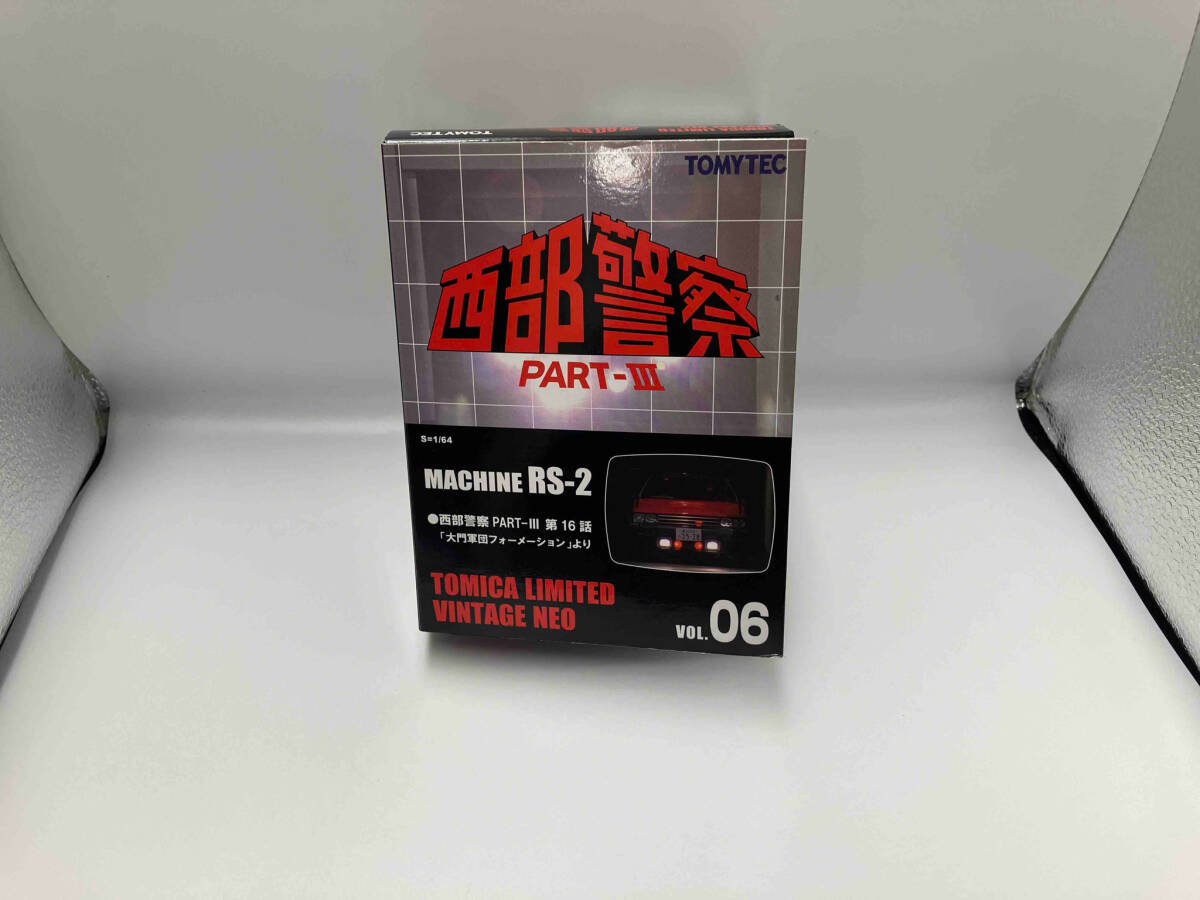 TOMYTEC
TOMICA LIMITED
TOMYTEC
西部警察
PART-III
S=1/64
MACHINE RS-2
●西部警察 PART-III 第16話
「大門軍団フォーメーション」より
TOMICA LIMITED
VINTAGE NEO
VOL.06